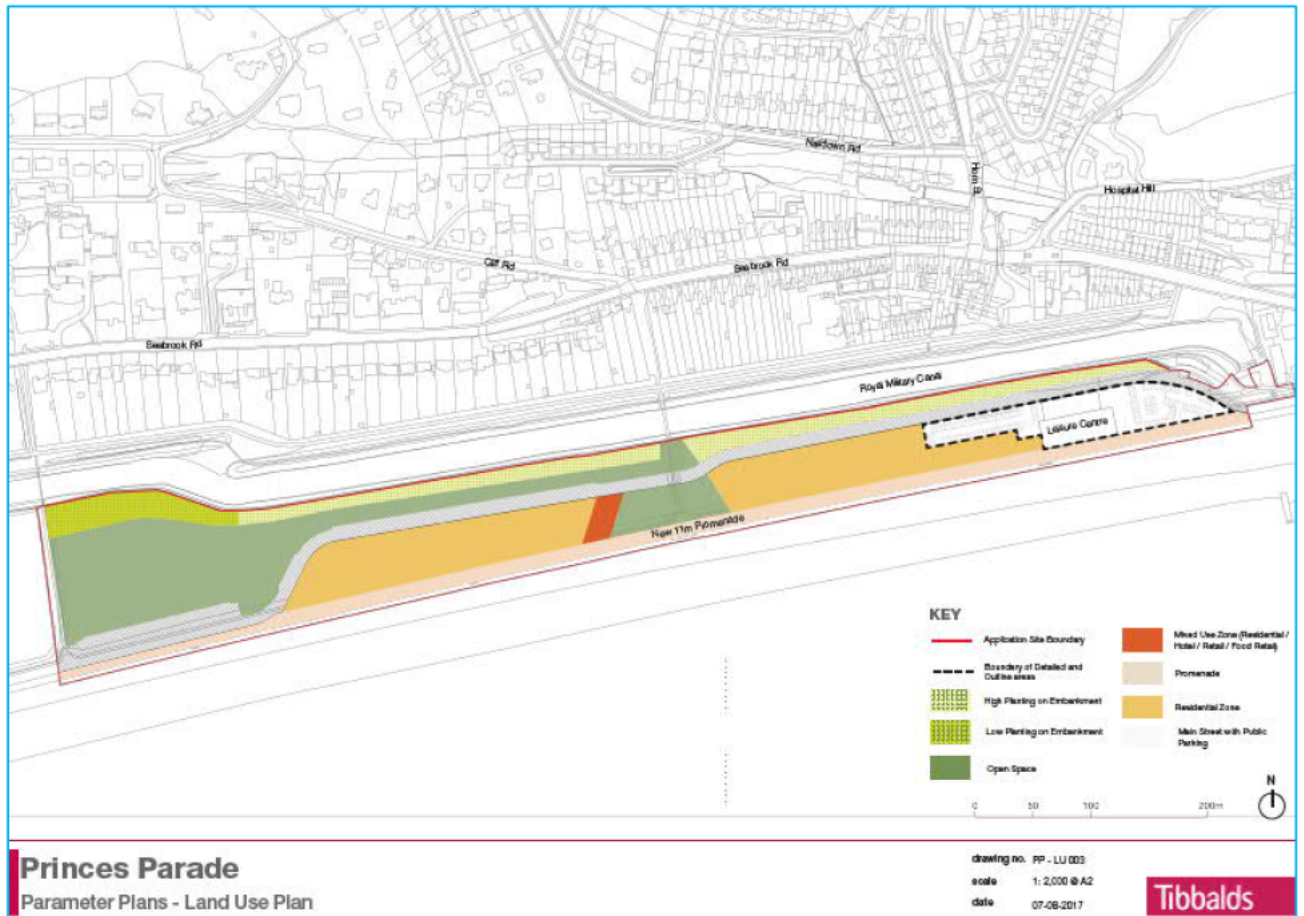 Naildown Rd
Horn St
Hospital Hill
Cliff Rd
Seabrook Rd
Seabrook Rd
Royal Military Canal
Leisure Centre
New 11m Promenade
KEY
Application Site Boundary
Boundary of Detailed and
Outline areas
High Planting on Embankment
Low Planting on Embankment
Open Space
Mixed Use Zone (Residential /
Hotel / Retail / Food Retail)
Promenade
Residential Zone
Main Street with Public
Parking
N
0 50 100 200m
Princes Parade
Parameter Plans - Land Use Plan
drawing no. PP - LU 003
scale 1: 2,000 @ A2
date 07-08-2017
Tibbalds